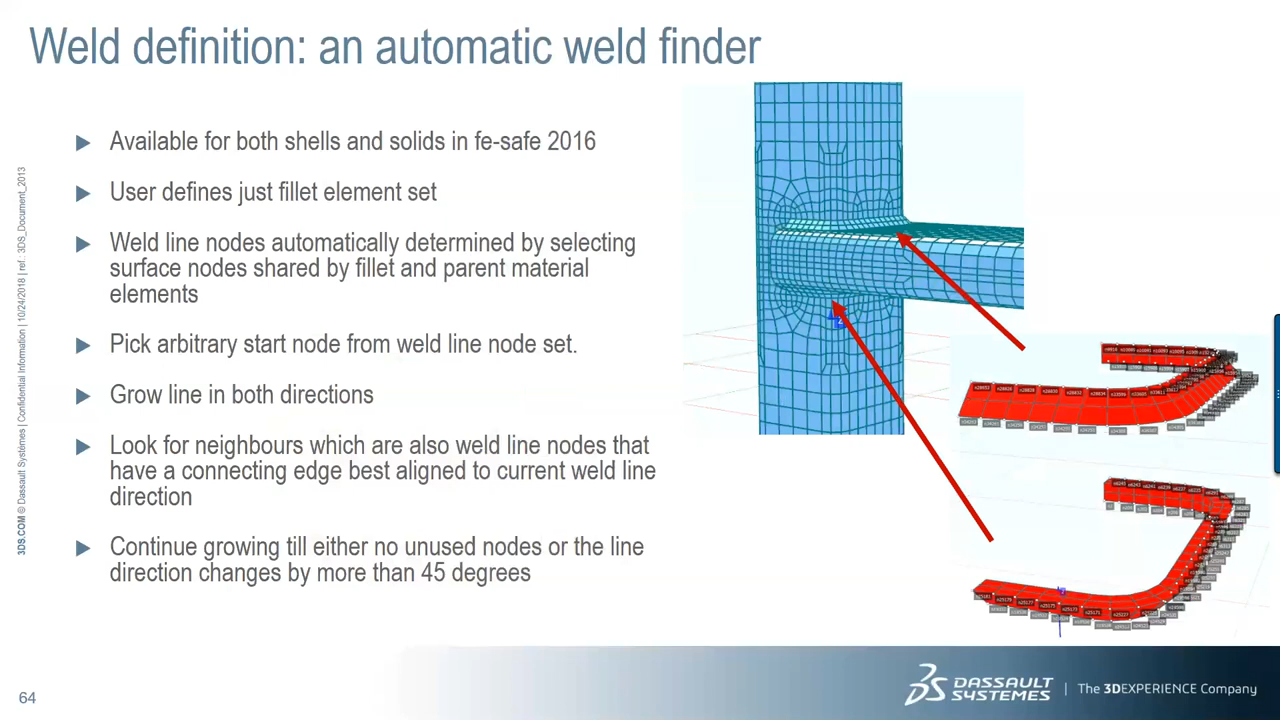 Weld definition: an automatic weld finder
Available for both shells and solids in fe-safe 2016
User defines just fillet element set
Weld line nodes automatically determined by selecting
surface nodes shared by fillet and parent material
elements
Pick arbitrary start node from weld line node set.
Grow line in both directions
Look for neighbours which are also weld line nodes that
have a connecting edge best aligned to current weld line
direction
Continue growing till either no unused nodes or the line
direction changes by more than 45 degrees
3DS.COM © Dassault Systèmes | Confidential Information | 10/24/2018 | ref.: 3DS_Document_2013
64
DASSAULT
SYSTEMES
The 3DEXPERIENCE Company